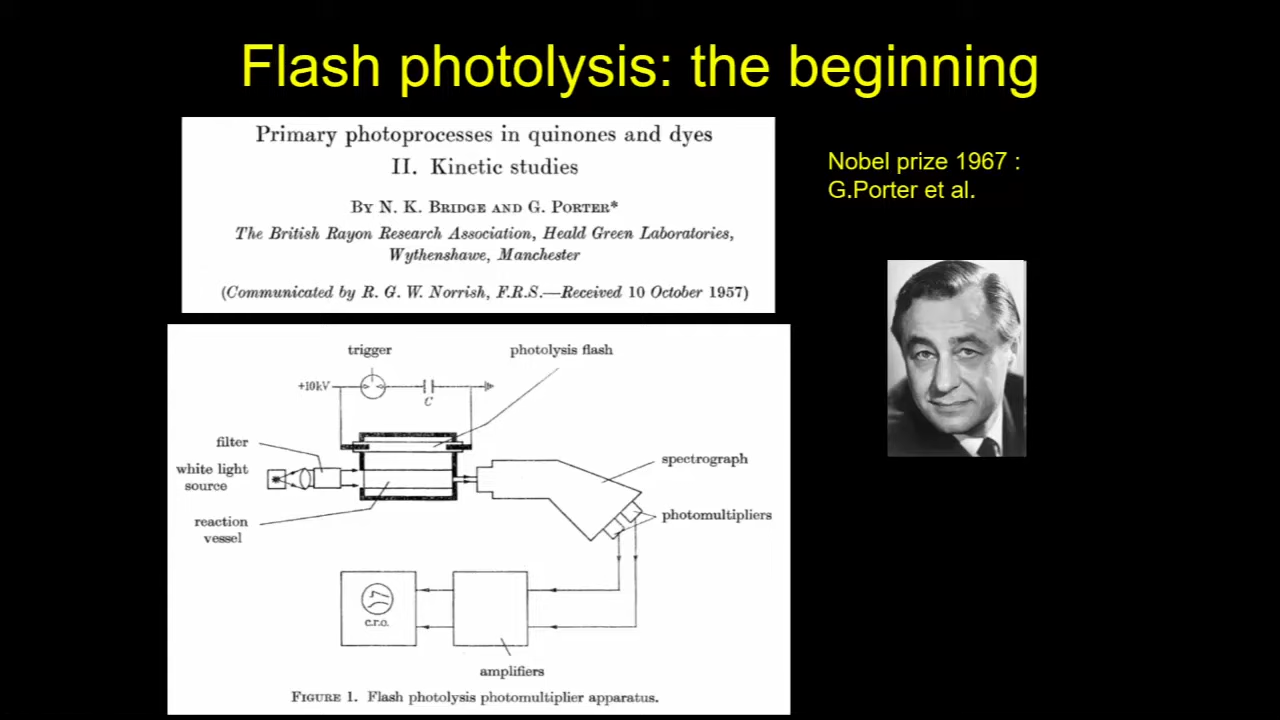 Flash photolysis: the beginning
Primary photoprocesses in quinones and dyes
II. Kinetic studies
By N. K. Bridge and G. Porter*
The British Rayon Research Association, Heald Green Laboratories,
Wythenshawe, Manchester
(Communicated by R. G. W. Norrish, F.R.S.—Received 10 October 1957)
Nobel prize 1967 :
G.Porter et al.
trigger
photolysis flash
+10kV
C
filter
white light
source
spectrograph
reaction
vessel
photomultipliers
c.r.o.
amplifiers
Figure 1. Flash photolysis photomultiplier apparatus.